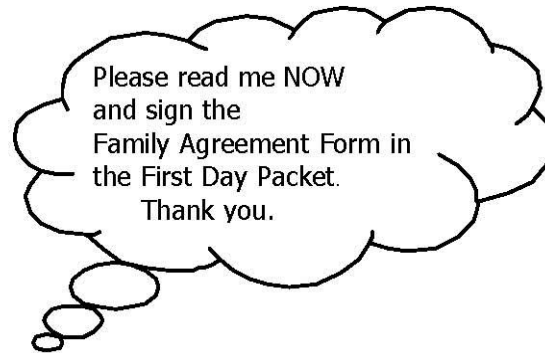 Please read me NOW
and sign the
Family Agreement Form in
the First Day Packet.
Thank you.